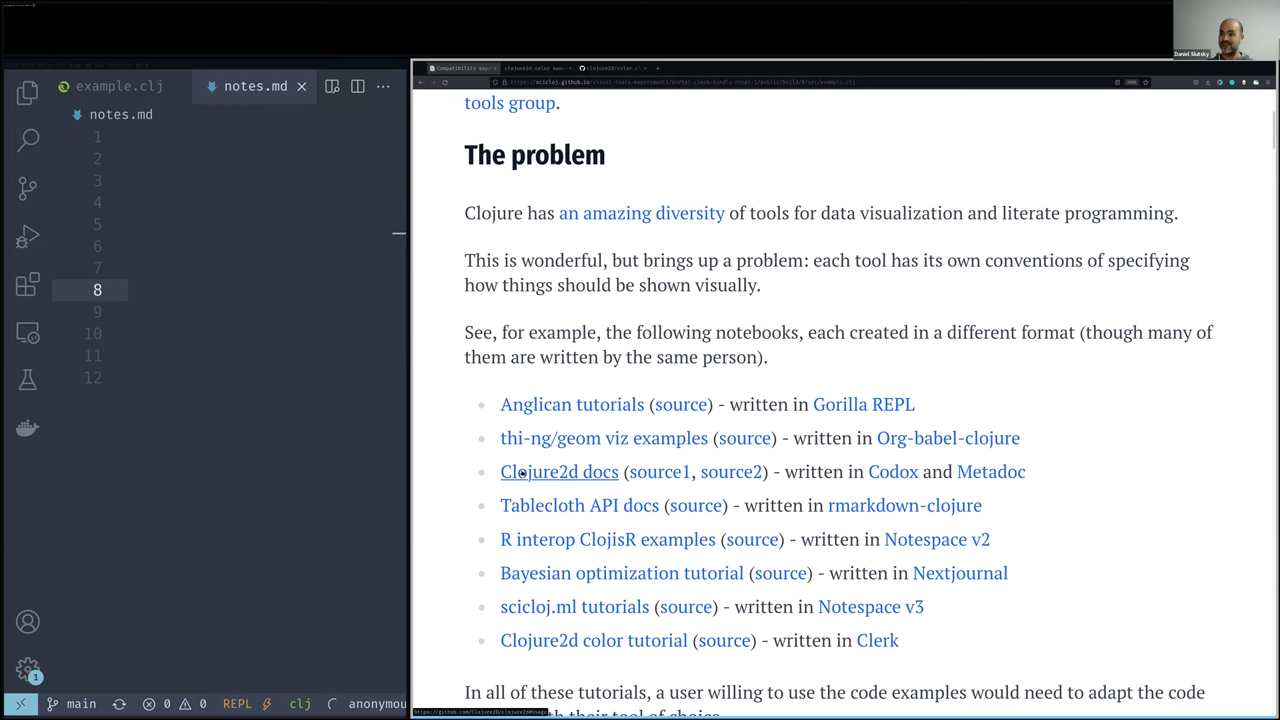 Daniel Slutsky
example.clj
notes.md
notes.md
1
2
3
4
5
6
7
8
9
10
11
12
1
main
0
0
REPL
clj
anonymou
tools group.
The problem
Clojure has an amazing diversity of tools for data visualization and literate programming.
This is wonderful, but brings up a problem: each tool has its own conventions of specifying
how things should be shown visually.
See, for example, the following notebooks, each created in a different format (though many of
them are written by the same person).
Anglican tutorials (source) - written in Gorilla REPL
thi-ng/geom viz examples (source) - written in Org-babel-clojure
Clojure2d docs (source1, source2) - written in Codox and Metadoc
Tablecloth API docs (source) - written in rmarkdown-clojure
R interop ClojisR examples (source) - written in Notespace v2
Bayesian optimization tutorial (source) - written in Nextjournal
scicloj.ml tutorials (source) - written in Notespace v3
Clojure2d color tutorial (source) - written in Clerk
In all of these tutorials, a user willing to use the code examples would need to adapt the code
https://github.com/Clojure2D/clojure2d#Usage